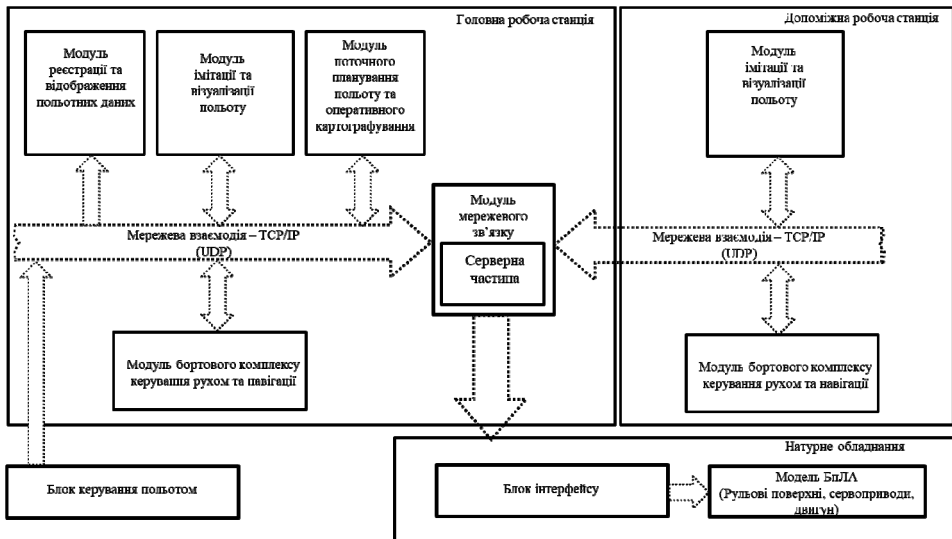 Головна робоча станція
Модуль
реєстрації та
відображення
польотних даних
Модуль
імітації та
візуалізації
польоту
Модуль
поточного
планування
польоту та
оперативного
картографування
Мережева взаємодія – TCP/IP
(UDP)
Модуль
мережевого
зв’язку
Серверна
частина
Модуль бортового комплексу
керування рухом та навігації
Допоміжна робоча станція
Модуль
імітації та
візуалізації
польоту
Мережева взаємодія – TCP/IP
(UDP)
Модуль бортового комплексу
керування рухом та навігації
Блок керування польотом
Натурне обладнання
Блок інтерфейсу
Модель БпЛА
(Рульові поверхні, сервоприводи,
двигун)